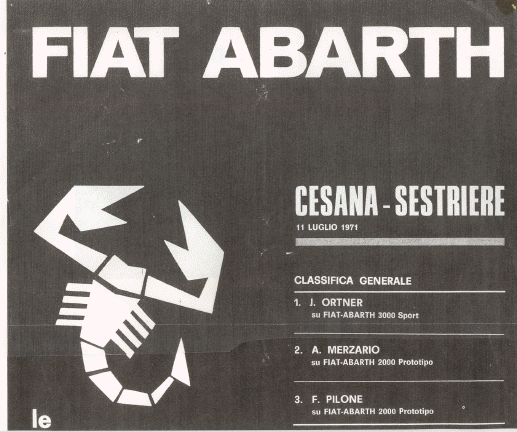 FIAT ABARTH
CESANA - SESTRIERE
11 LUGLIO 1971
CLASSIFICA GENERALE
1. J. ORTNER
su FIAT-ABARTH 3000 Sport
2. A. MERZARIO
su FIAT-ABARTH 2000 Prototipo
3. F. PILONE
su FIAT-ABARTH 2000 Prototipo
le